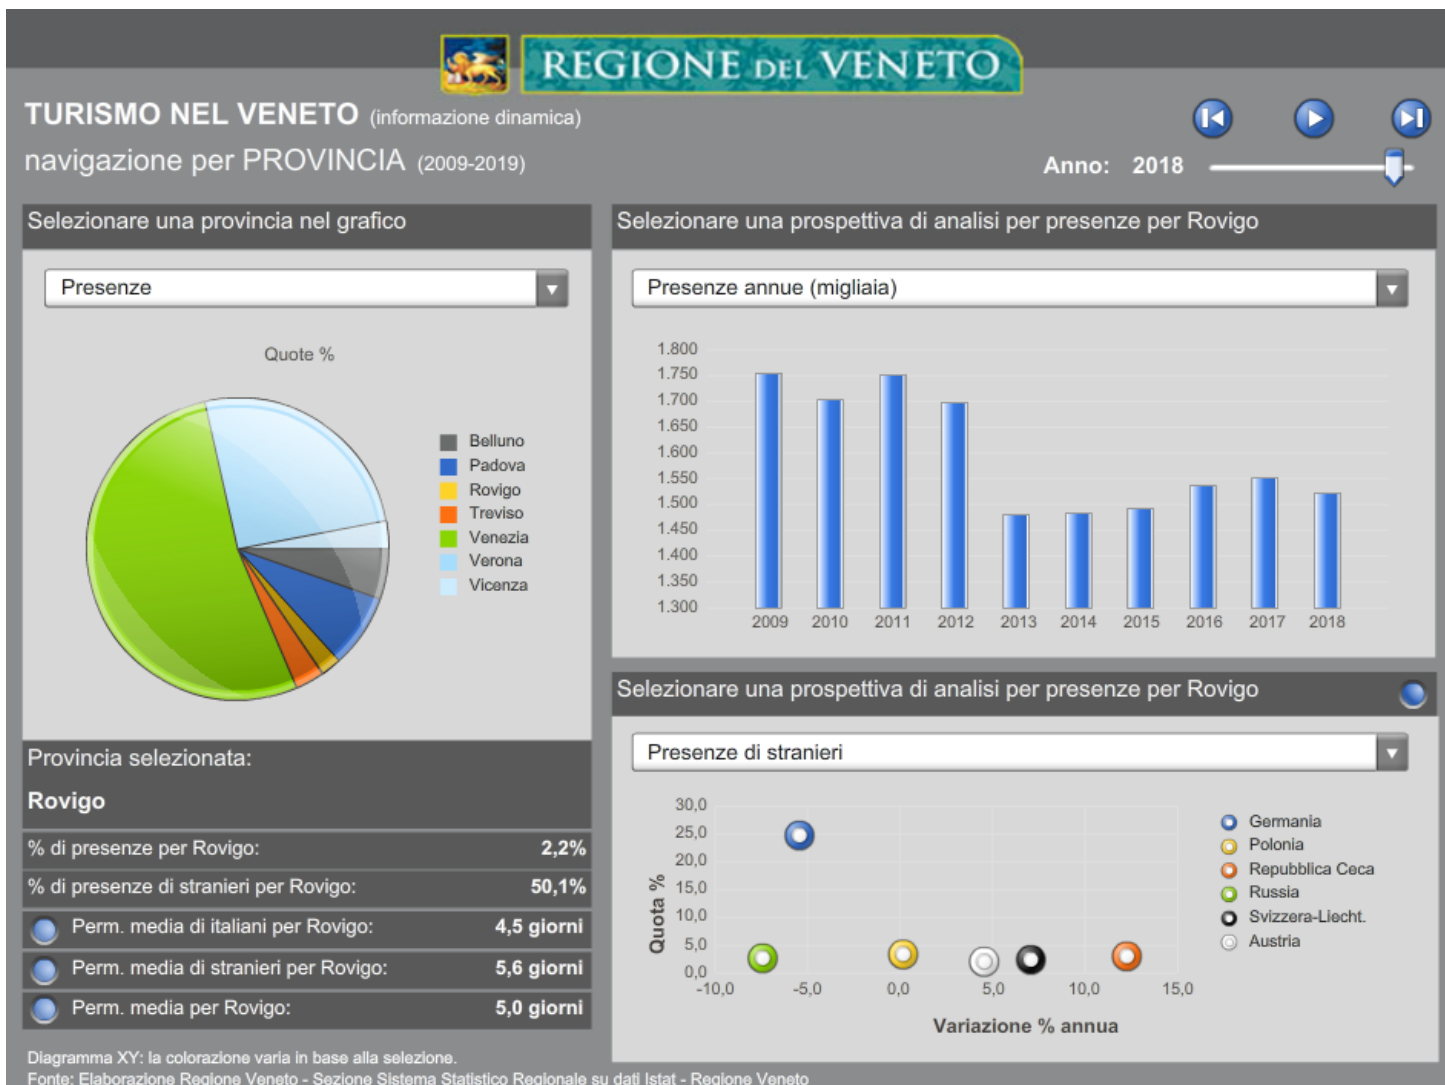 REGIONE DEL VENETO
TURISMO NEL VENETO (informazione dinamica)
navigazione per PROVINCIA (2009-2019)
Anno: 2018
Selezionare una provincia nel grafico
Presenze
Quote %
Belluno
Padova
Rovigo
Treviso
Venezia
Verona
Vicenza
Provincia selezionata:
Rovigo
% di presenze per Rovigo: 2,2%
% di presenze di stranieri per Rovigo: 50,1%
Perm. media di italiani per Rovigo: 4,5 giorni
Perm. media di stranieri per Rovigo: 5,6 giorni
Perm. media per Rovigo: 5,0 giorni
Selezionare una prospettiva di analisi per presenze per Rovigo
Presenze annue (migliaia)
1.800
1.750
1.700
1.650
1.600
1.550
1.500
1.450
1.400
1.350
1.300
2009 2010 2011 2012 2013 2014 2015 2016 2017 2018
Selezionare una prospettiva di analisi per presenze per Rovigo
Presenze di stranieri
Quota %
30,0
25,0
20,0
15,0
10,0
5,0
0,0
-10,0 -5,0 0,0 5,0 10,0 15,0
Variazione % annua
Germania
Polonia
Repubblica Ceca
Russia
Svizzera-Liecht.
Austria
Diagramma XY: la colorazione varia in base alla selezione.
Fonte: Elaborazione Regione Veneto - Sezione Sistema Statistico Regionale su dati Istat - Regione Veneto